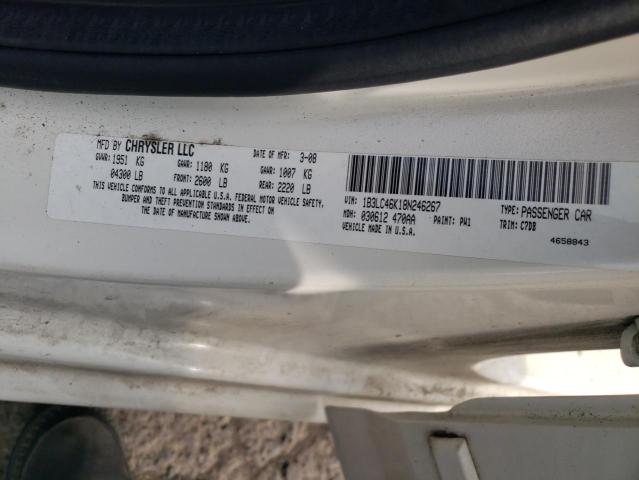 MFD BY CHRYSLER LLC DATE OF MFR: 3-08
GVWR: 1951 KG GAWR: 1180 KG GAWR: 1007 KG
04300 LB FRONT: 2600 LB REAR: 2220 LB
THIS VEHICLE CONFORMS TO ALL APPLICABLE U.S.A. FEDERAL MOTOR VEHICLE SAFETY,
BUMPER AND THEFT PREVENTION STANDARDS IN EFFECT ON
THE DATE OF MANUFACTURE SHOWN ABOVE.
VIN: 1B3LC46K18N246267 TYPE: PASSENGER CAR
MDH: 030612 470AA PAINT: PW1 TRIM: C7DB
VEHICLE MADE IN U.S.A.
4658843